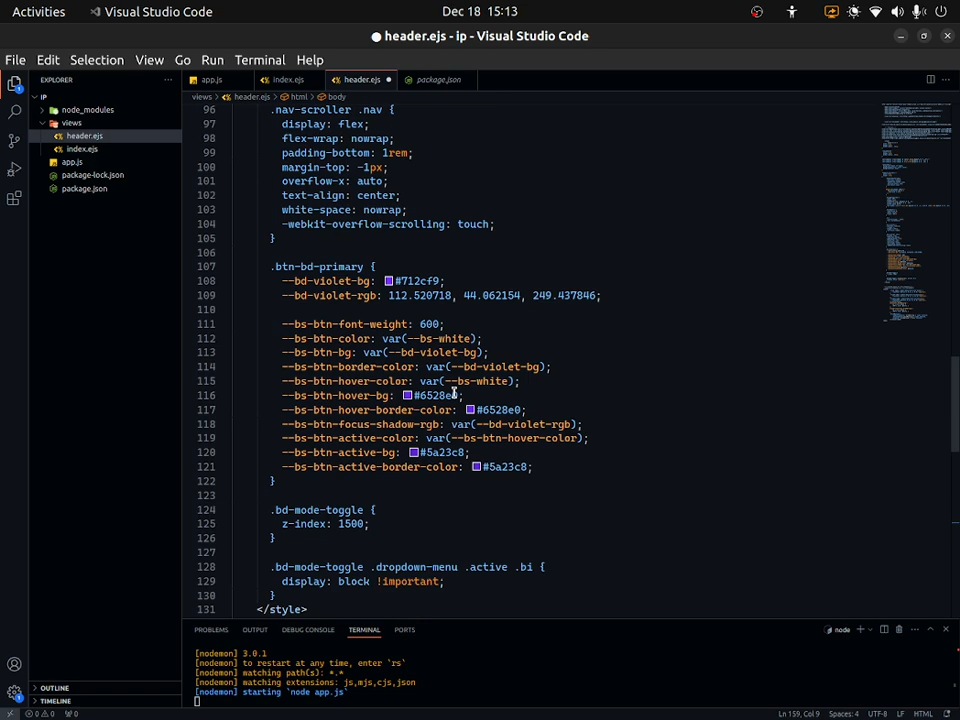 Activities
Visual Studio Code
Dec 18 15:13
● header.ejs - ip - Visual Studio Code
File Edit Selection View Go Run Terminal Help
EXPLORER
IP
node_modules
views
header.ejs
index.ejs
app.js
package-lock.json
package.json
app.js
index.ejs
header.ejs
package.json
views > header.ejs > html > body
96 .nav-scroller .nav {
97 display: flex;
98 flex-wrap: nowrap;
99 padding-bottom: 1rem;
100 margin-top: -1px;
101 overflow-x: auto;
102 text-align: center;
103 white-space: nowrap;
104 -webkit-overflow-scrolling: touch;
105 }
106
107 .btn-bd-primary {
108 --bd-violet-bg: #712cf9;
109 --bd-violet-rgb: 112.520718, 44.062154, 249.437846;
110
111 --bs-btn-font-weight: 600;
112 --bs-btn-color: var(--bs-white);
113 --bs-btn-bg: var(--bd-violet-bg);
114 --bs-btn-border-color: var(--bd-violet-bg);
115 --bs-btn-hover-color: var(--bs-white);
116 --bs-btn-hover-bg: #6528e0;
117 --bs-btn-hover-border-color: #6528e0;
118 --bs-btn-focus-shadow-rgb: var(--bd-violet-rgb);
119 --bs-btn-active-color: var(--bs-btn-hover-color);
120 --bs-btn-active-bg: #5a23c8;
121 --bs-btn-active-border-color: #5a23c8;
122 }
123
124 .bd-mode-toggle {
125 z-index: 1500;
126 }
127
128 .bd-mode-toggle .dropdown-menu .active .bi {
129 display: block !important;
130 }
131 </style>
PROBLEMS OUTPUT DEBUG CONSOLE TERMINAL PORTS
node
[nodemon] 3.0.1
[nodemon] to restart at any time, enter `rs`
[nodemon] watching path(s): *.*
[nodemon] watching extensions: js,mjs,cjs,json
[nodemon] starting `node app.js`
OUTLINE
TIMELINE
0 0 0
Ln 159, Col 9 Spaces: 4 UTF-8 LF HTML